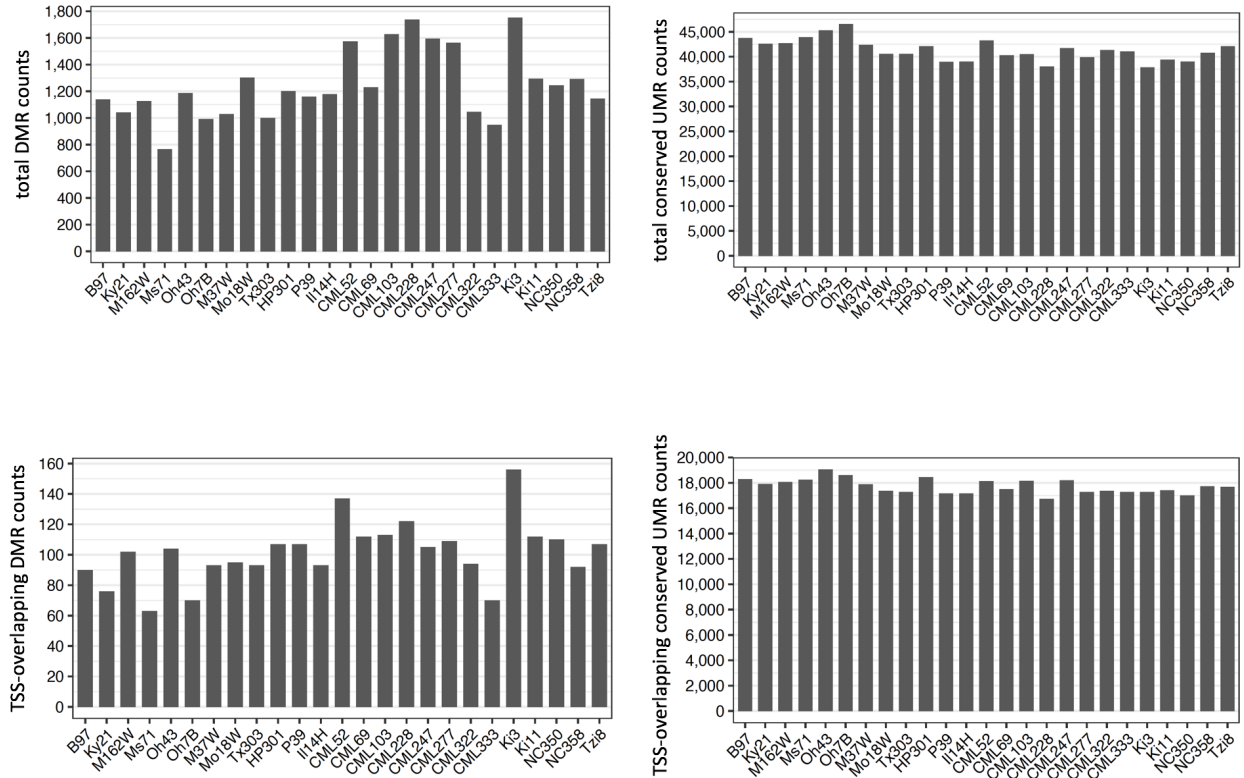 total DMR counts
1,800
1,600
1,400
1,200
1,000
800
600
400
200
0
B97
Ky21
M162W
Ms71
Oh43
Oh7B
M37W
Mo18W
Tx303
HP301
P39
Il14H
CML52
CML69
CML103
CML228
CML247
CML277
CML322
CML333
Ki3
Ki11
NC350
NC358
Tzi8
total conserved UMR counts
45,000
40,000
35,000
30,000
25,000
20,000
15,000
10,000
5,000
0
B97
Ky21
M162W
Ms71
Oh43
Oh7B
M37W
Mo18W
Tx303
HP301
P39
Il14H
CML52
CML69
CML103
CML228
CML247
CML277
CML322
CML333
Ki3
Ki11
NC350
NC358
Tzi8
TSS-overlapping DMR counts
160
140
120
100
80
60
40
20
0
B97
Ky21
M162W
Ms71
Oh43
Oh7B
M37W
Mo18W
Tx303
HP301
P39
Il14H
CML52
CML69
CML103
CML228
CML247
CML277
CML322
CML333
Ki3
Ki11
NC350
NC358
Tzi8
TSS-overlapping conserved UMR counts
20,000
18,000
16,000
14,000
12,000
10,000
8,000
6,000
4,000
2,000
0
B97
Ky21
M162W
Ms71
Oh43
Oh7B
M37W
Mo18W
Tx303
HP301
P39
Il14H
CML52
CML69
CML103
CML228
CML247
CML277
CML322
CML333
Ki3
Ki11
NC350
NC358
Tzi8